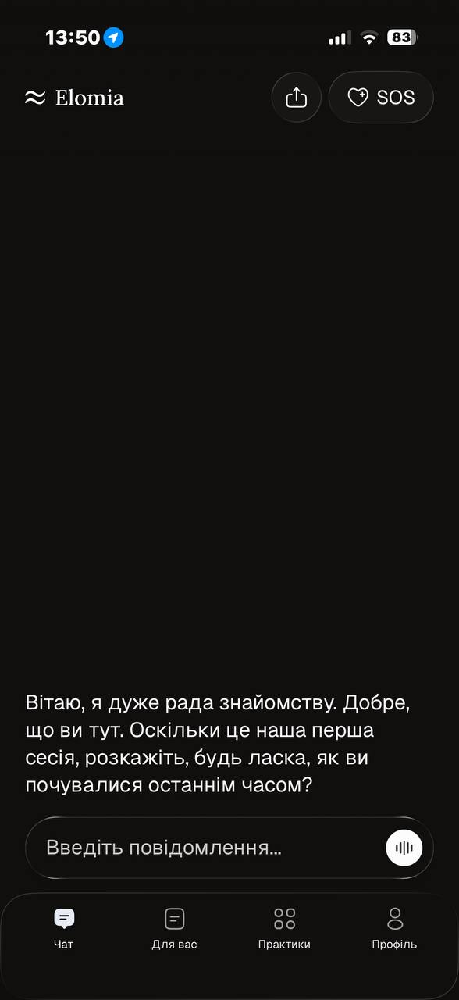 13:50
83
Elomia
SOS
Вітаю, я дуже рада знайомству. Добре,
що ви тут. Оскільки це наша перша
сесія, розкажіть, будь ласка, як ви
почувалися останнім часом?
Введіть повідомлення...
Чат
Для вас
Практики
Профіль